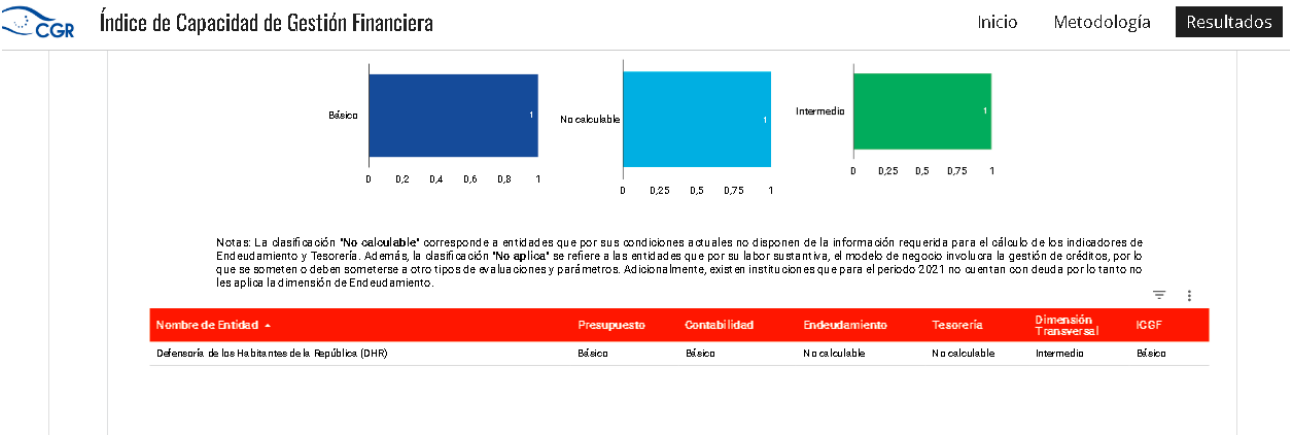 CGR Índice de Capacidad de Gestión Financiera Inicio Metodología Resultados
Básico 1
0 0,2 0,4 0,6 0,8 1
No calculable 1
0 0,25 0,5 0,75 1
Intermedio 1
0 0,25 0,5 0,75 1
Notas: La clasificación "No calculable" corresponde a entidades que por sus condiciones actuales no disponen de la información requerida para el cálculo de los indicadores de
Endeudamiento y Tesorería. Además, la clasificación "No aplica" se refiere a las entidades que por su labor sustantiva, el modelo de negocio involucra la gestión de créditos, por lo
que se someten o deben someterse a otro tipos de evaluaciones y parámetros. Adicionalmente, existen instituciones que para el periodo 2021 no cuentan con deuda por lo tanto no
les aplica la dimensión de Endeudamiento.
Nombre de Entidad Presupuesto Contabilidad Endeudamiento Tesorería Dimensión Transversal ICGF
Defensoría de los Habitantes de la República (DHR) Básico Básico No calculable No calculable Intermedio Básico